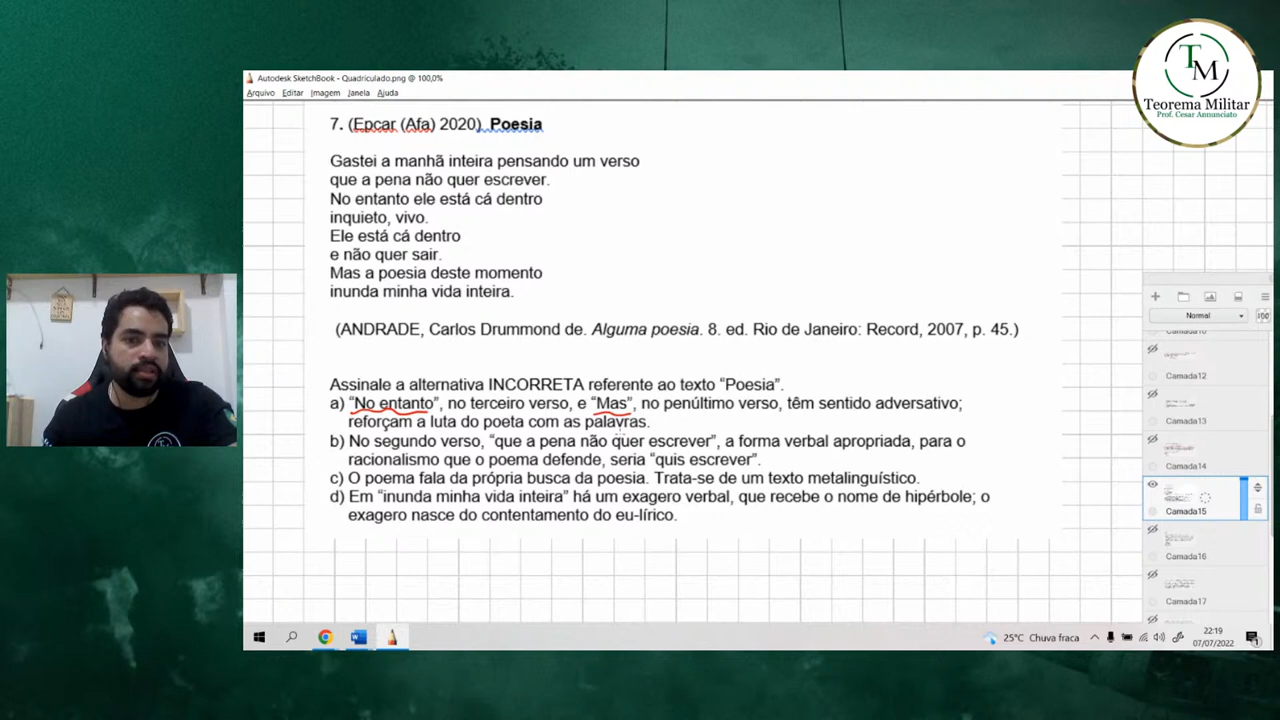 TM
Teorema Militar
Prof. Cesar Annunciato
Autodesk SketchBook - Quadriculado.png @ 100,0%
Arquivo Editar Imagem Janela Ajuda
7. (Epcar (Afa) 2020) Poesia
Gastei a manhã inteira pensando um verso
que a pena não quer escrever.
No entanto ele está cá dentro
inquieto, vivo.
Ele está cá dentro
e não quer sair.
Mas a poesia deste momento
inunda minha vida inteira.
(ANDRADE, Carlos Drummond de. Alguma poesia. 8. ed. Rio de Janeiro: Record, 2007, p. 45.)
Assinale a alternativa INCORRETA referente ao texto “Poesia”.
a) “No entanto”, no terceiro verso, e “Mas”, no penúltimo verso, têm sentido adversativo;
reforçam a luta do poeta com as palavras.
b) No segundo verso, “que a pena não quer escrever”, a forma verbal apropriada, para o
racionalismo que o poema defende, seria “quis escrever”.
c) O poema fala da própria busca da poesia. Trata-se de um texto metalinguístico.
d) Em “inunda minha vida inteira” há um exagero verbal, que recebe o nome de hipérbole; o
exagero nasce do contentamento do eu-lírico.
Normal 100
Camada12
Camada13
Camada14
Camada15
Camada16
Camada17
25°C Chuva fraca
22:19
07/07/2022